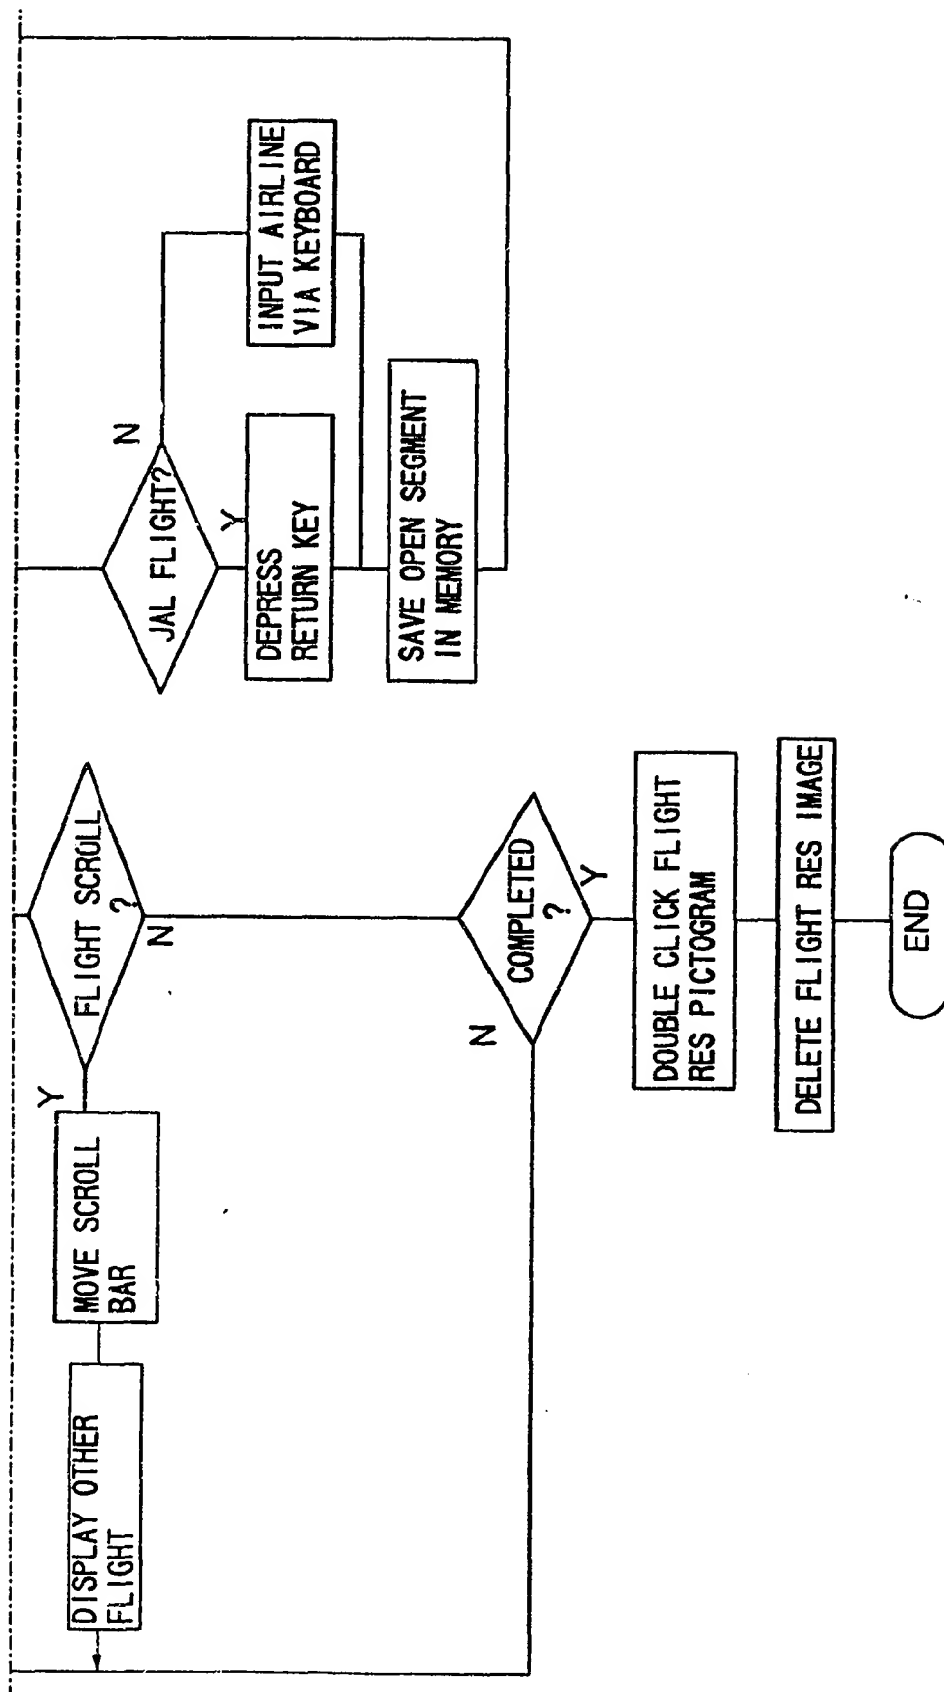 FLIGHT SCROLL
?
Y
N
MOVE SCROLL
BAR
DISPLAY OTHER
FLIGHT
COMPLETED
?
N
Y
DOUBLE CLICK FLIGHT
RES PICTOGRAM
DELETE FLIGHT RES IMAGE
END
JAL FLIGHT?
N
Y
DEPRESS
RETURN KEY
INPUT AIRLINE
VIA KEYBOARD
SAVE OPEN SEGMENT
IN MEMORY